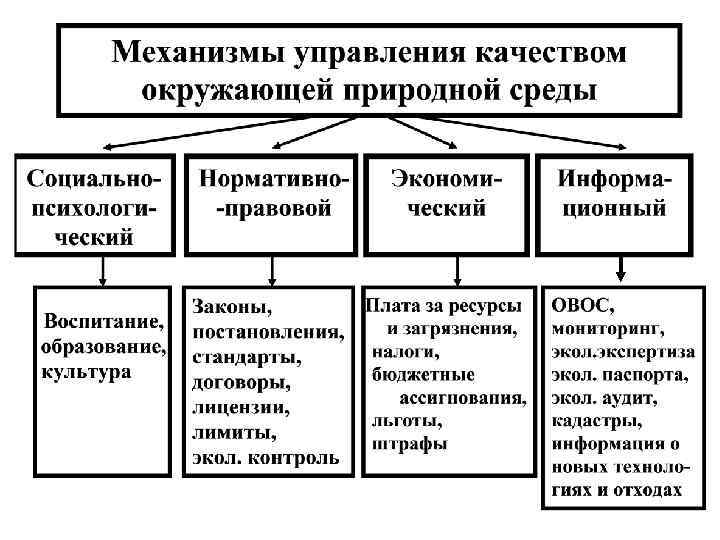 Механизмы управления качеством
окружающей природной среды
Социально-
психологи-
ческий
Нормативно-
-правовой
Экономи-
ческий
Информа-
ционный
Воспитание,
образование,
культура
Законы,
постановления,
стандарты,
договоры,
лицензии,
лимиты,
экол. контроль
Плата за ресурсы
и загрязнения,
налоги,
бюджетные
ассигпования,
льготы,
штрафы
ОВОС,
мониторинг,
экол.экспертиза
экол. паспорта,
экол. аудит,
кадастры,
информация о
новых техноло-
гиях и отходах